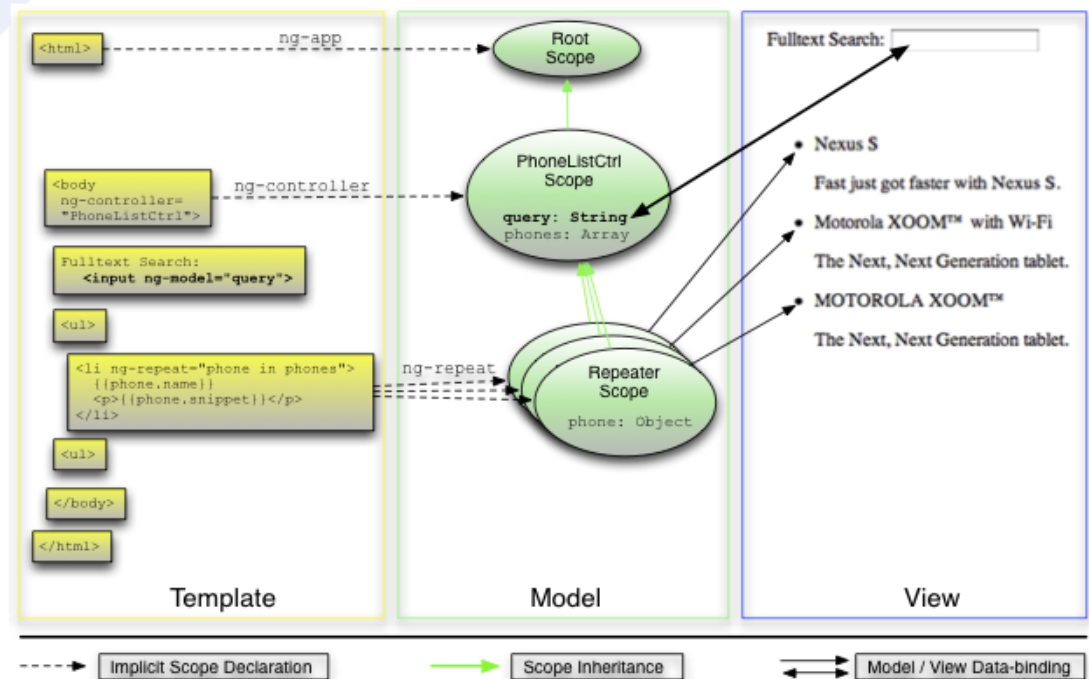 <html>
ng-app
Root
Scope
Fulltext Search:
<body
ng-controller=
"PhoneListCtrl">
ng-controller
PhoneListCtrl
Scope
query: String
phones: Array
Nexus S
Fast just got faster with Nexus S.
Motorola XOOM™ with Wi-Fi
The Next, Next Generation tablet.
MOTOROLA XOOM™
The Next, Next Generation tablet.
Fulltext Search:
<input ng-model="query">
<ul>
<li ng-repeat="phone in phones">
{{phone.name}}
<p>{{phone.snippet}}</p>
</li>
ng-repeat
Repeater
Scope
phone: Object
<ul>
</body>
</html>
Template
Model
View
Implicit Scope Declaration
Scope Inheritance
Model / View Data-binding